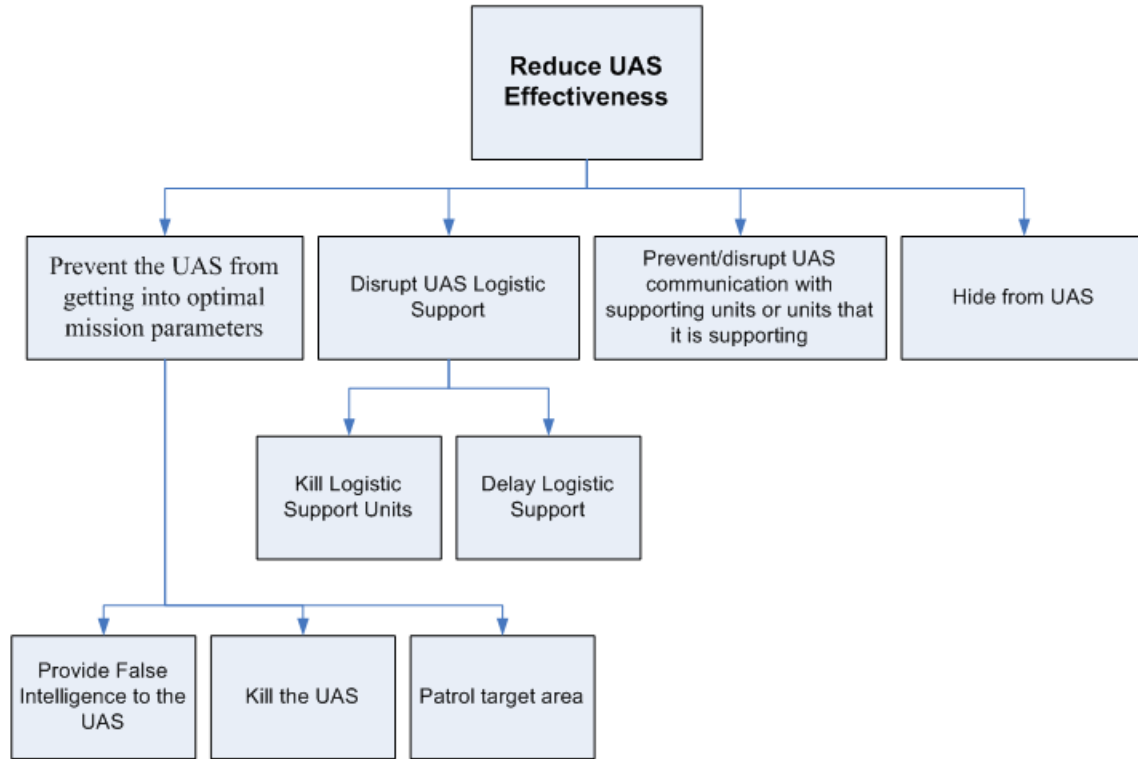 Reduce UAS
Effectiveness
Prevent the UAS from
getting into optimal
mission parameters
Disrupt UAS Logistic
Support
Prevent/disrupt UAS
communication with
supporting units or units that
it is supporting
Hide from UAS
Kill Logistic
Support Units
Delay Logistic
Support
Provide False
Intelligence to the
UAS
Kill the UAS
Patrol target area